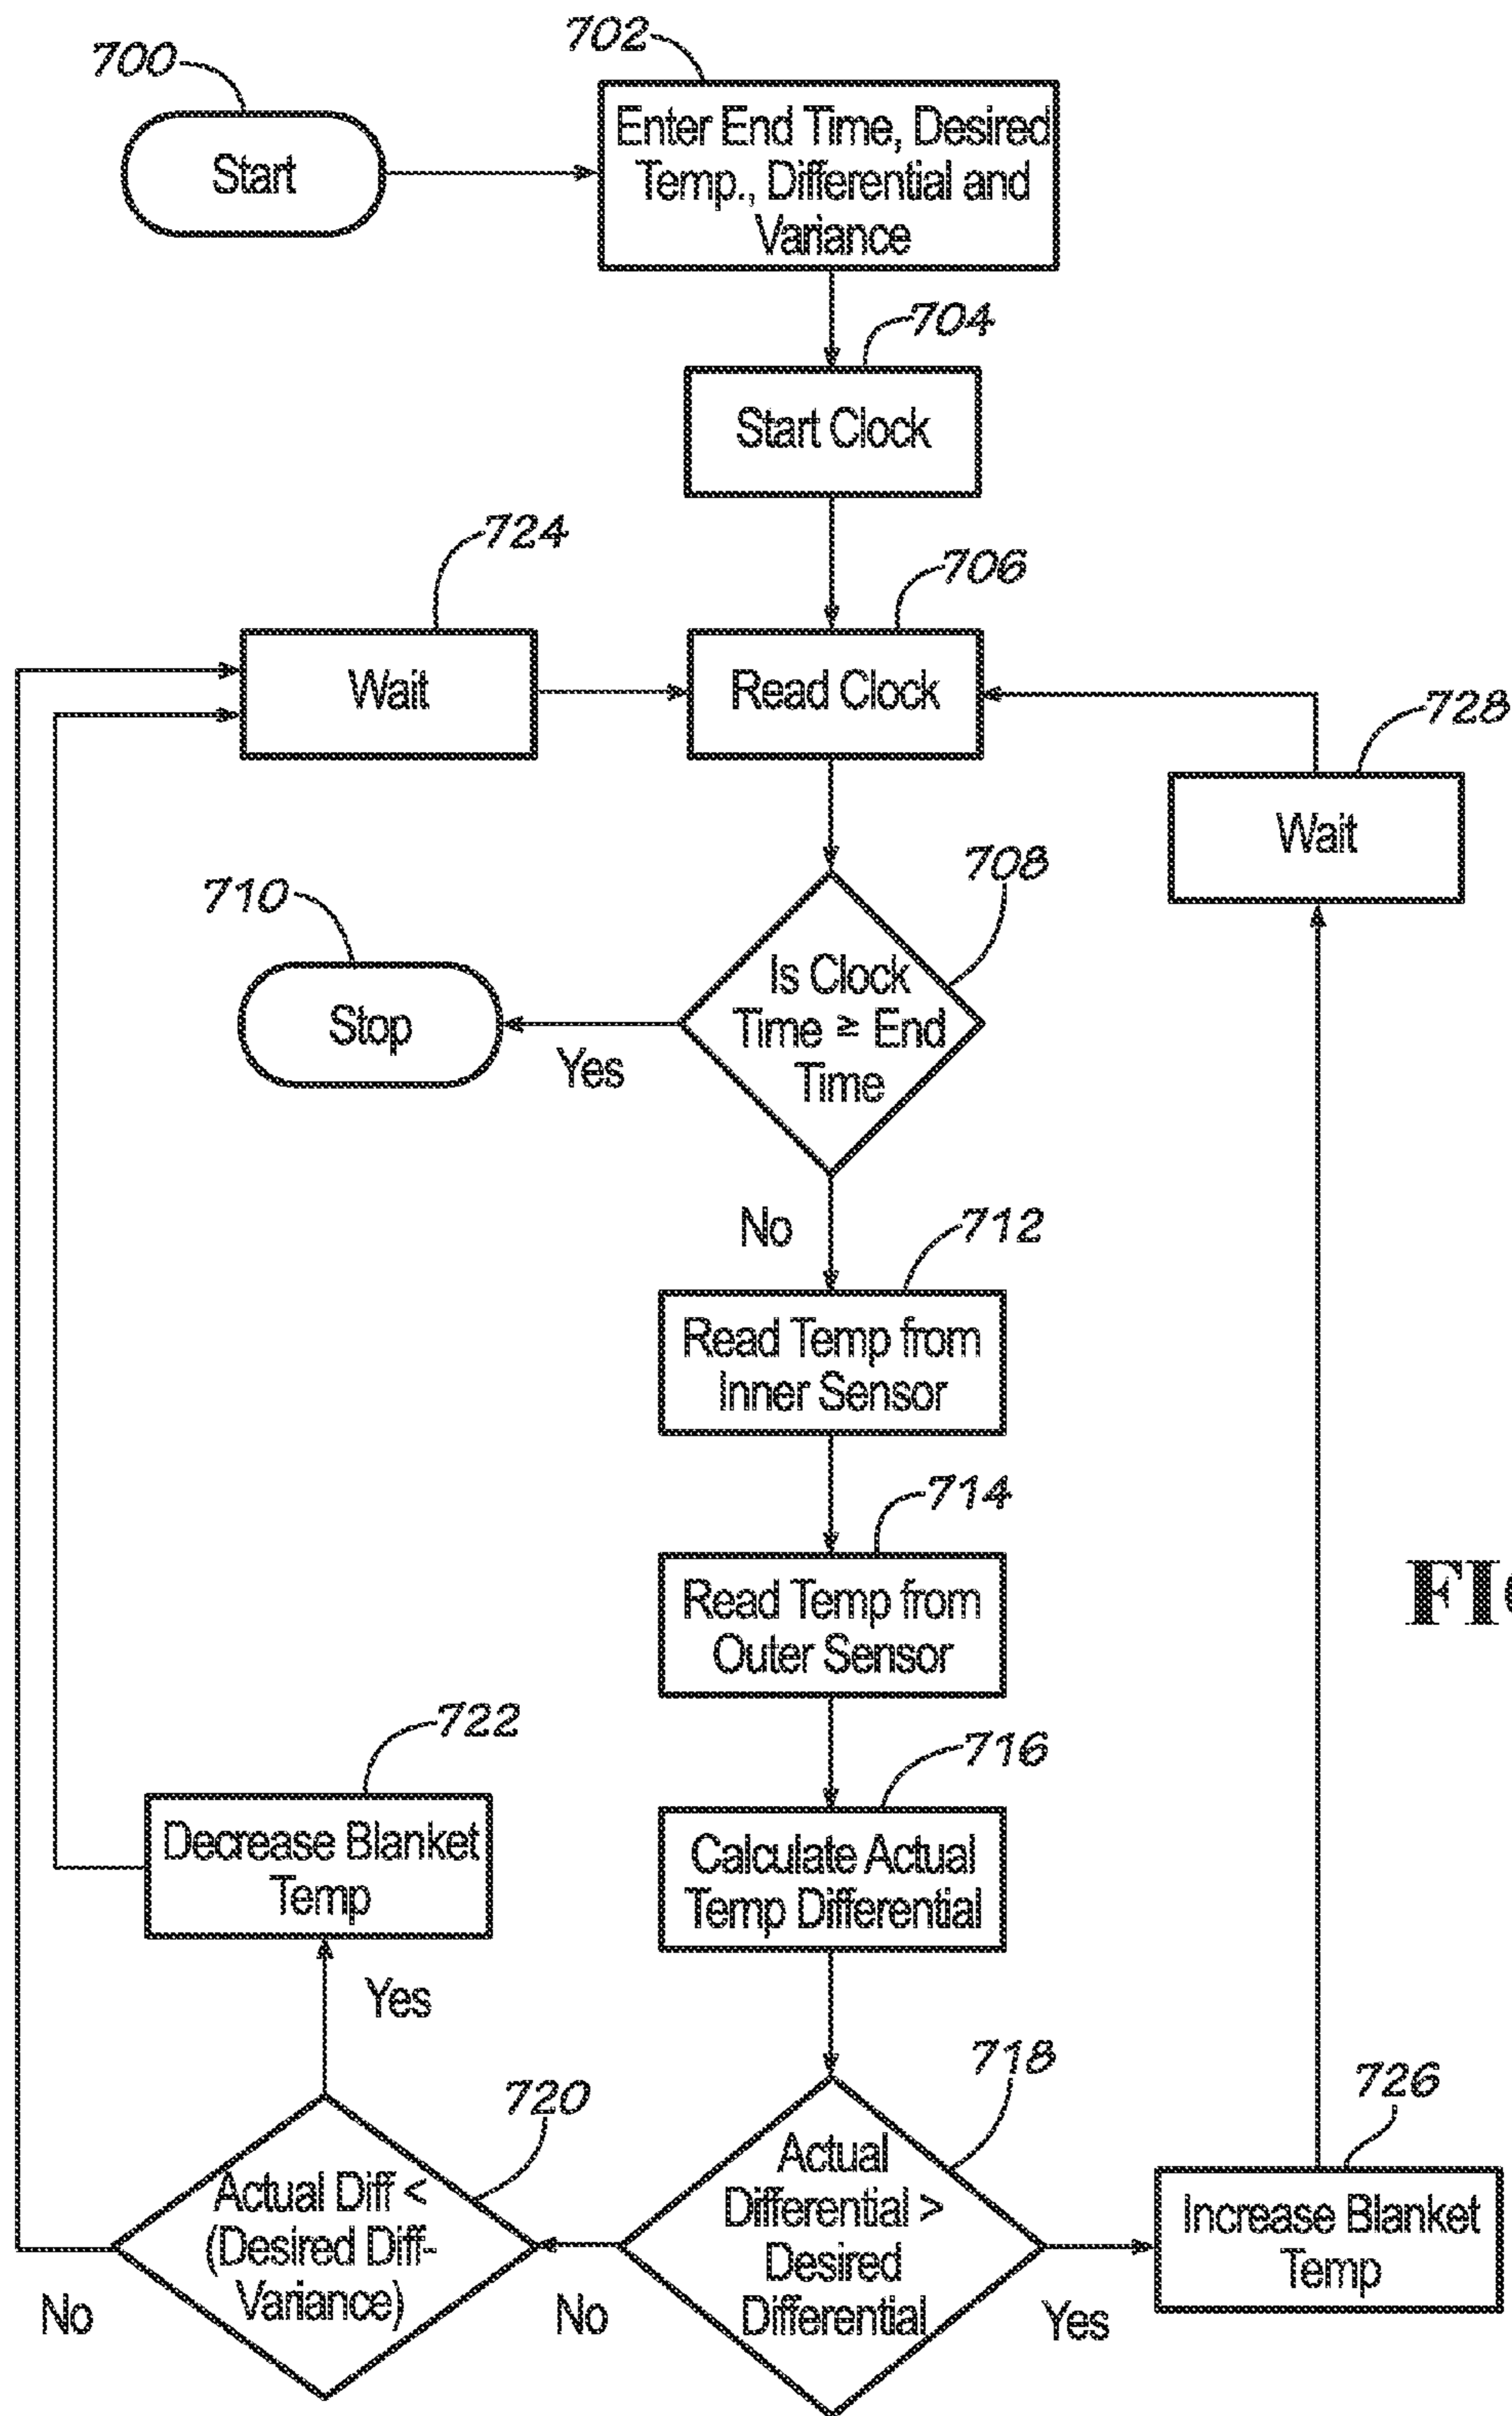 700
Start
702
Enter End Time, Desired
Temp., Differential and
Variance
704
Start Clock
724
Wait
706
Read Clock
728
Wait
710
Stop
708
Is Clock
Time ≥ End
Time
Yes
No
712
Read Temp from
Inner Sensor
714
Read Temp from
Outer Sensor
716
Calculate Actual
Temp Differential
722
Decrease Blanket
Temp
Yes
720
Actual Diff <
(Desired Diff-
Variance)
No
718
Actual
Differential >
Desired
Differential
No
Yes
726
Increase Blanket
Temp